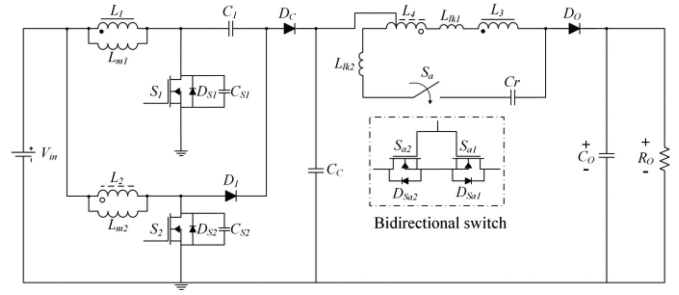 L1 C1 DC L4 Llk1 L3 DO
Lm1 Llk2 Sa Cr
S1 DS1 CS1
Vin Sa2 Sa1 + CO - + RO -
L2 D1 CC
DSa2 DSa1
Lm2 S2 DS2 CS2 Bidirectional switch